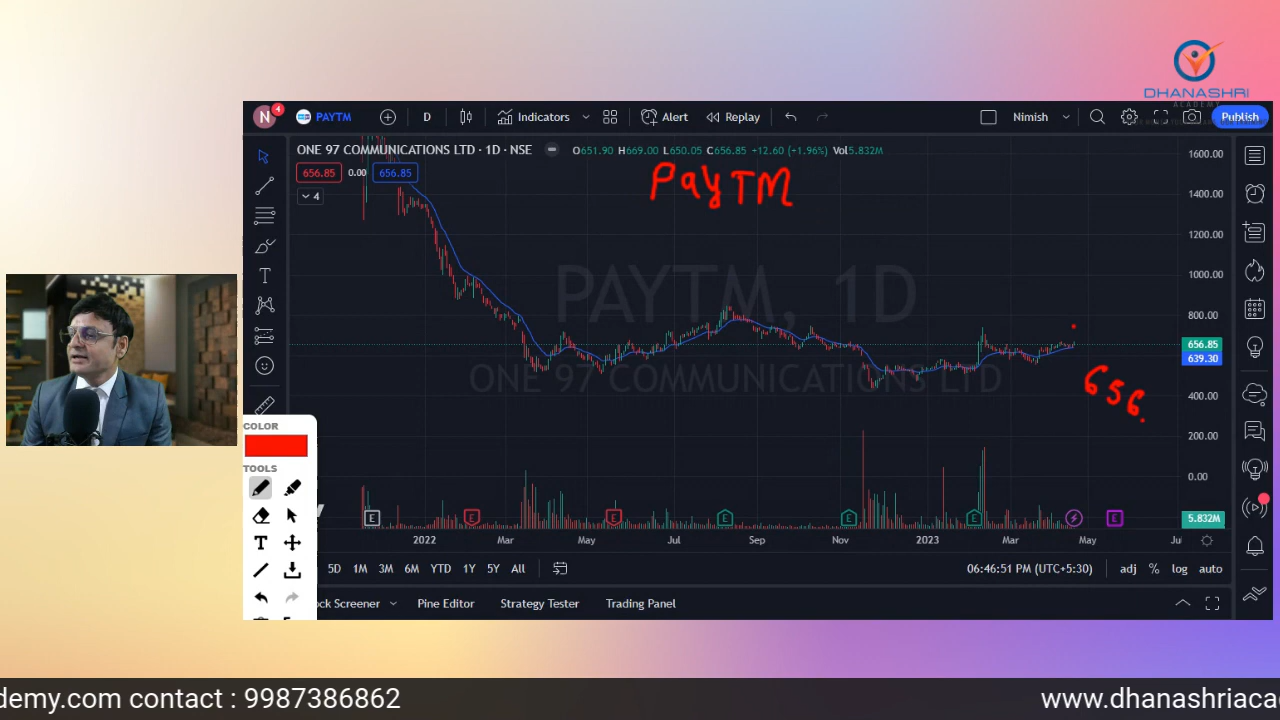 DHANASHRI
ACADEMY
N 4 PAYTM D Indicators Alert Replay Nimish Publish
ONE 97 COMMUNICATIONS LTD · 1D · NSE O651.90 H669.00 L650.05 C656.85 +12.60 (+1.96%) Vol5.832M
656.85 0.00 656.85
4
PayTM
PAYTM, 1D
ONE 97 COMMUNICATIONS LTD
1600.00
1400.00
1200.00
1000.00
800.00
656.85
639.30
400.00
200.00
0.00
5.832M
656.
COLOR
TOOLS
T
E E E E E E E
2022 Mar May Jul Sep Nov 2023 Mar May Jul
5D 1M 3M 6M YTD 1Y 5Y All 06:46:51 PM (UTC+5:30) adj % log auto
ock Screener Pine Editor Strategy Tester Trading Panel
demy.com contact : 9987386862 www.dhanashriaca